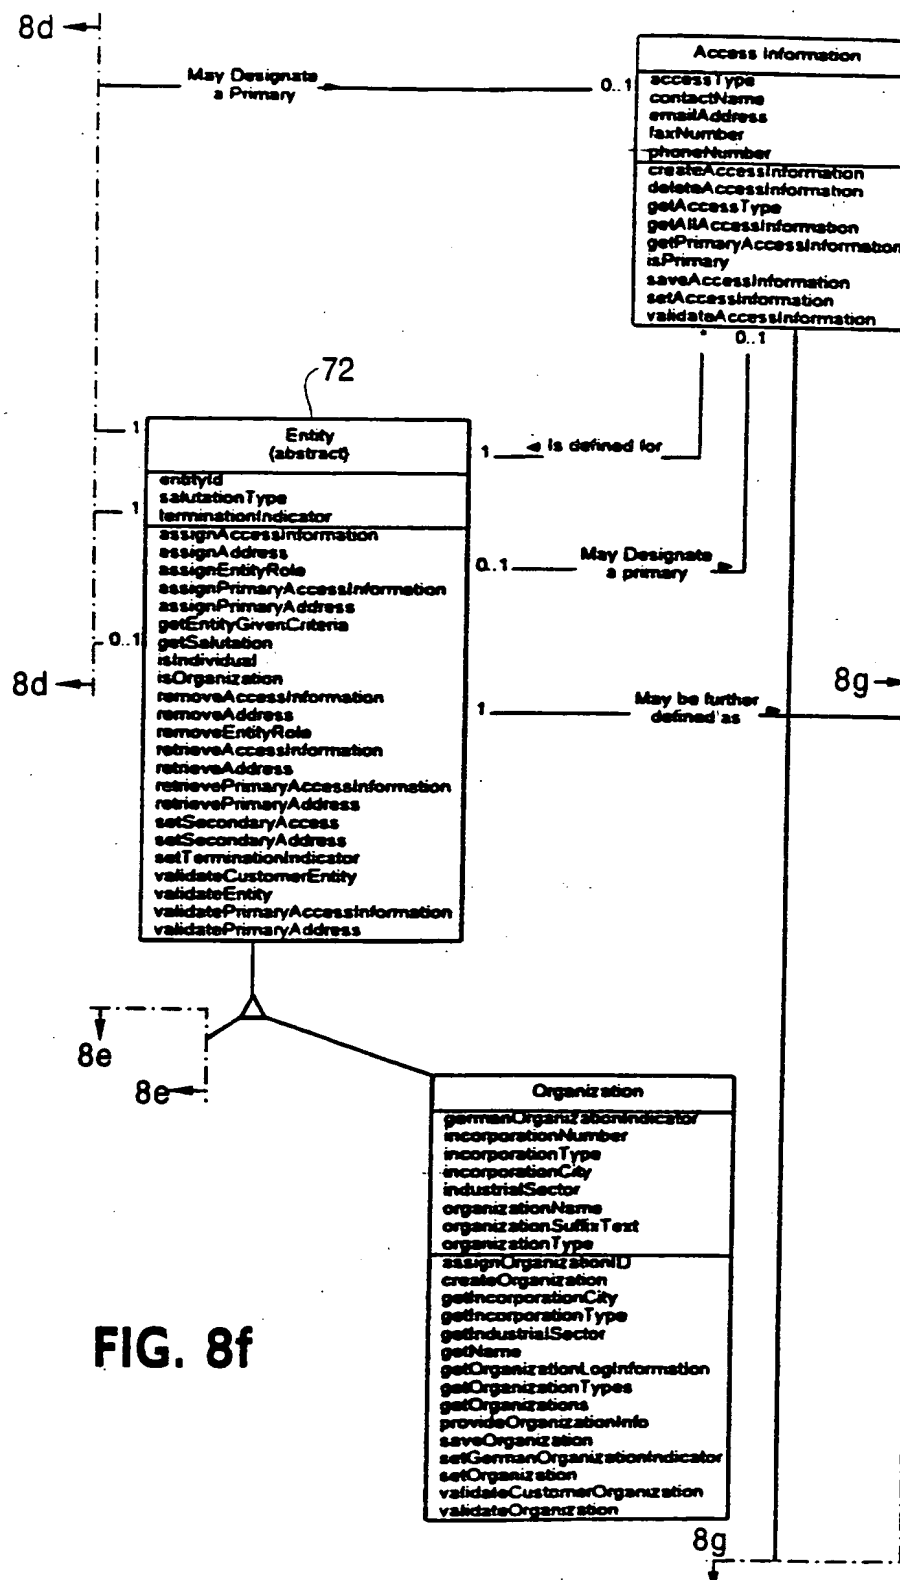 8d
May Designate
a Primary
0..1
Access Information
accessType
contactName
emailAddress
faxNumber
phoneNumber
createAccessInformation
deleteAccessInformation
getAccessType
getAllAccessInformation
getPrimaryAccessInformation
isPrimary
saveAccessInformation
setAccessInformation
validateAccessInformation
*
0..1
72
1
Entity
(abstract)
1
Is defined for
entityId
salutationType
terminationIndicator
1
assignAccessInformation
assignAddress
assignEntityRole
assignPrimaryAccessInformation
assignPrimaryAddress
getEntityGivenCriteria
getSalutation
isIndividual
isOrganization
removeAccessInformation
removeAddress
removeEntityRole
retrieveAccessInformation
retrieveAddress
retrievePrimaryAccessInformation
retrievePrimaryAddress
setSecondaryAccess
setSecondaryAddress
setTerminationIndicator
validateCustomerEntity
validateEntity
validatePrimaryAccessInformation
validatePrimaryAddress
0..1
May Designate
a primary
0..1
8d
8g
1
May be further
defined as
8e
8e
Organization
germanOrganizationIndicator
incorporationNumber
incorporationType
incorporationCity
industrialSector
organizationName
organizationSuffixText
organizationType
assignOrganizationID
createOrganization
getIncorporationCity
getIncorporationType
getIndustrialSector
getName
getOrganizationLogInformation
getOrganizationTypes
getOrganizations
provideOrganizationInfo
saveOrganization
setGermanOrganizationIndicator
setOrganization
validateCustomerOrganization
validateOrganization
FIG. 8f
8g